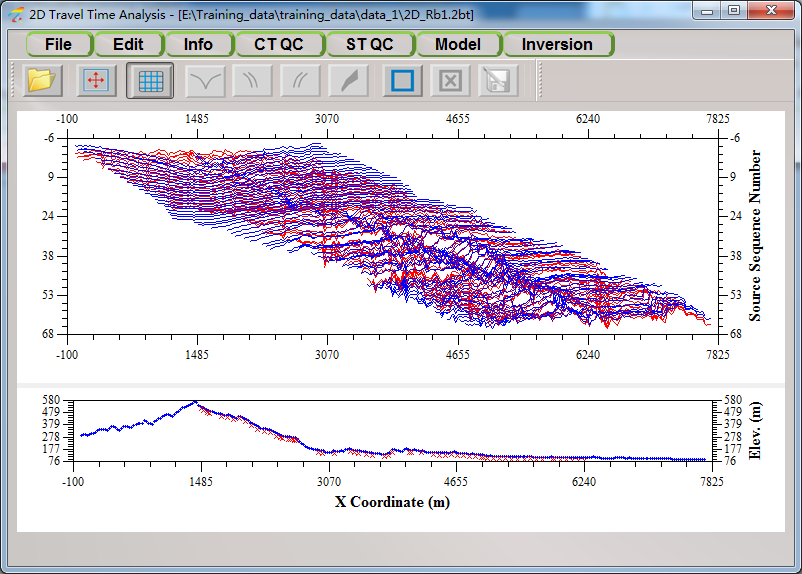 2D Travel Time Analysis - [E:\Training_data\training_data\data_1\2D_Rb1.2bt]
File Edit Info CT QC ST QC Model Inversion
-100 1485 3070 4655 6240 7825
-6 -6
9 9
24 24
38 38
53 53
68 68
Source Sequence Number
-100 1485 3070 4655 6240 7825
580 580
479 479
379 379
278 278
177 177
76 76
Elev. (m)
-100 1485 3070 4655 6240 7825
X Coordinate (m)